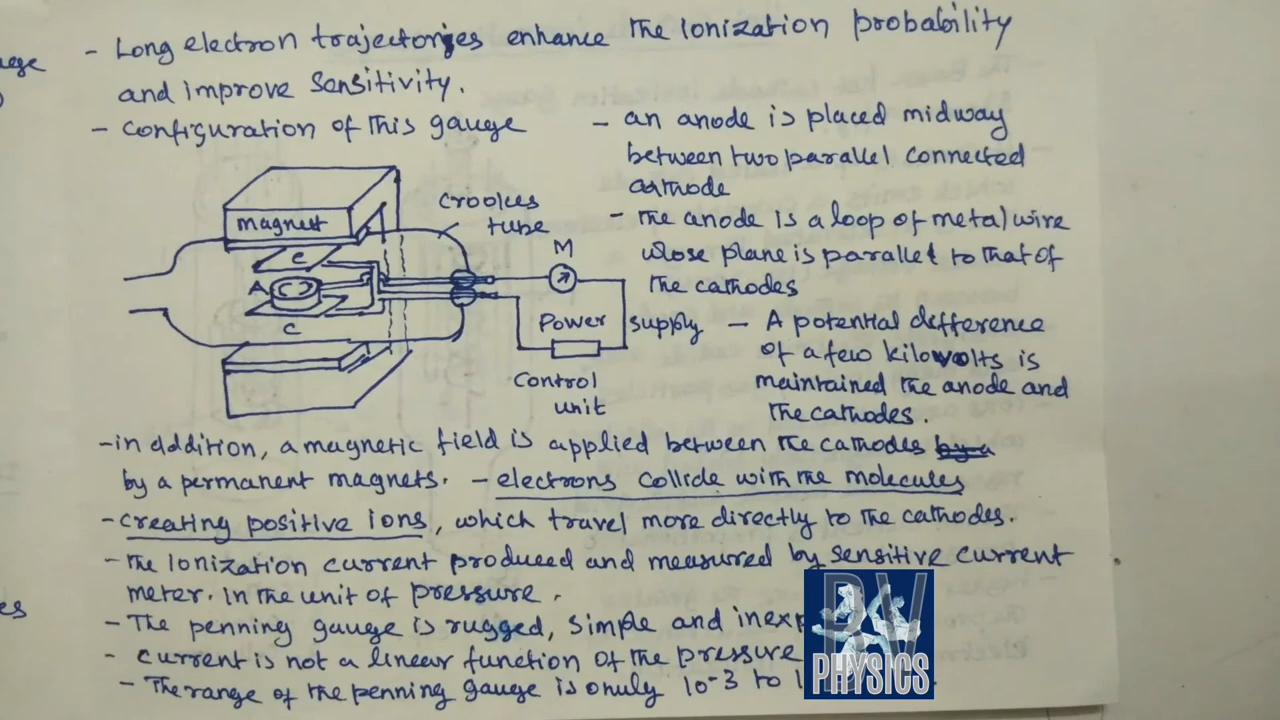 uge
- Long electron trajectories enhance the Ionization probability
and improve sensitivity.
- configuration of this gauge
- an anode is placed midway
between two parallel connected
cathode
- The anode is a loop of metal wire
whose plane is parallel to that of
the cathodes
magnet
crookes
tube
M
C
A
C
Power supply
control
unit
- A potential difference
of a few kilowolts is
maintained the anode and
the cathodes.
-in addition, a magnetic field is applied between the cathodes
by a permanent magnets. - electrons collide with the molecules
-creating positive ions, which travel more directly to the cathodes.
- The Ionization current produced and measured by sensitive current
meter. in the unit of pressure.
- The penning gauge is rugged, simple and inexp
- current is not a linear function of the pressure
- The range of the penning gauge is onuly 10-3 to 1
es
RV
PHYSICS